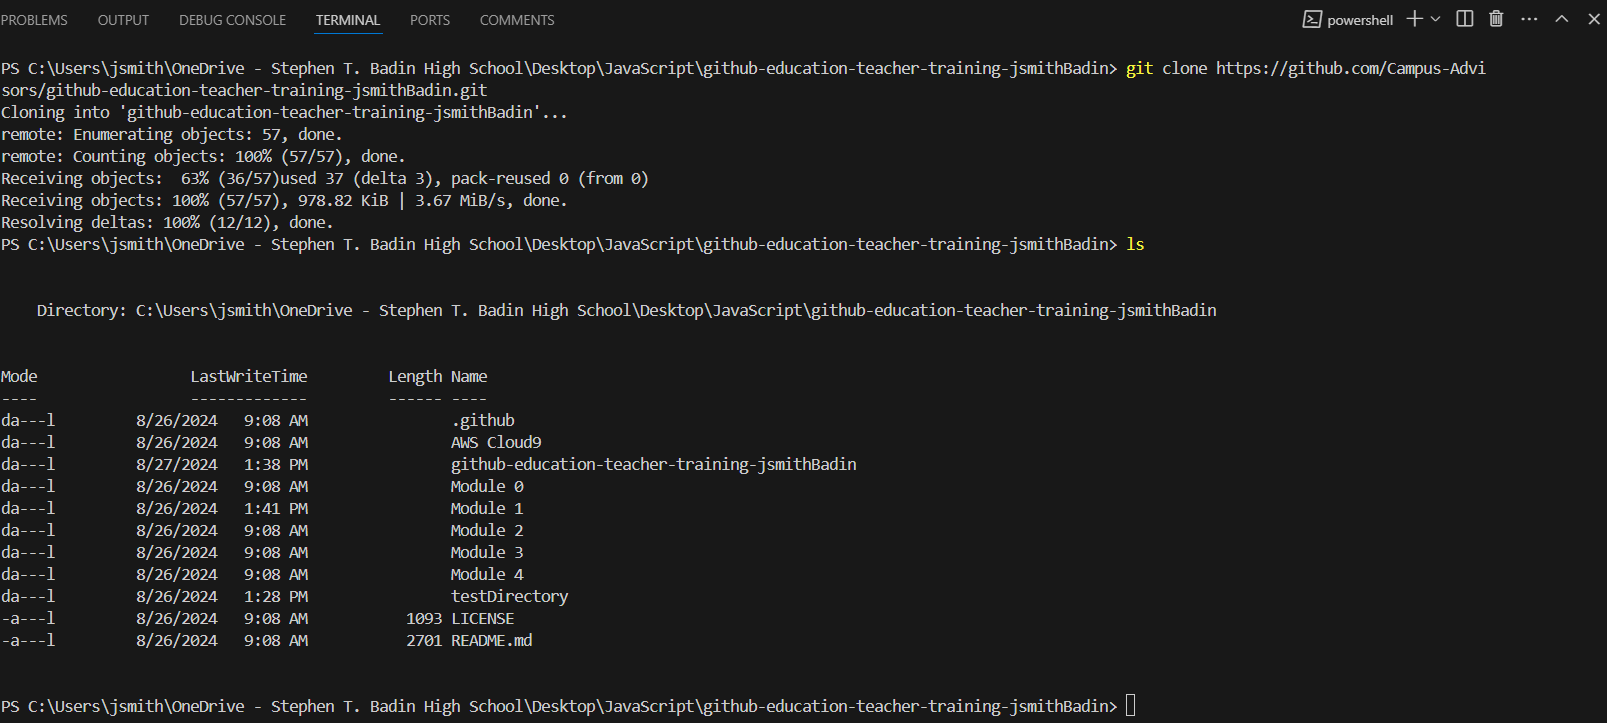 PROBLEMS OUTPUT DEBUG CONSOLE TERMINAL PORTS COMMENTS powershell
PS C:\Users\jsmith\OneDrive - Stephen T. Badin High School\Desktop\JavaScript\github-education-teacher-training-jsmithBadin> git clone https://github.com/Campus-Advi
sors/github-education-teacher-training-jsmithBadin.git
Cloning into 'github-education-teacher-training-jsmithBadin'...
remote: Enumerating objects: 57, done.
remote: Counting objects: 100% (57/57), done.
Receiving objects:  63% (36/57)used 37 (delta 3), pack-reused 0 (from 0)
Receiving objects: 100% (57/57), 978.82 KiB | 3.67 MiB/s, done.
Resolving deltas: 100% (12/12), done.
PS C:\Users\jsmith\OneDrive - Stephen T. Badin High School\Desktop\JavaScript\github-education-teacher-training-jsmithBadin> ls
Directory: C:\Users\jsmith\OneDrive - Stephen T. Badin High School\Desktop\JavaScript\github-education-teacher-training-jsmithBadin
Mode                 LastWriteTime         Length Name
----                 -------------         ------ ----
da---l         8/26/2024   9:08 AM                .github
da---l         8/26/2024   9:08 AM                AWS Cloud9
da---l         8/27/2024   1:38 PM                github-education-teacher-training-jsmithBadin
da---l         8/26/2024   9:08 AM                Module 0
da---l         8/26/2024   1:41 PM                Module 1
da---l         8/26/2024   9:08 AM                Module 2
da---l         8/26/2024   9:08 AM                Module 3
da---l         8/26/2024   9:08 AM                Module 4
da---l         8/26/2024   1:28 PM                testDirectory
-a---l         8/26/2024   9:08 AM           1093 LICENSE
-a---l         8/26/2024   9:08 AM           2701 README.md
PS C:\Users\jsmith\OneDrive - Stephen T. Badin High School\Desktop\JavaScript\github-education-teacher-training-jsmithBadin>